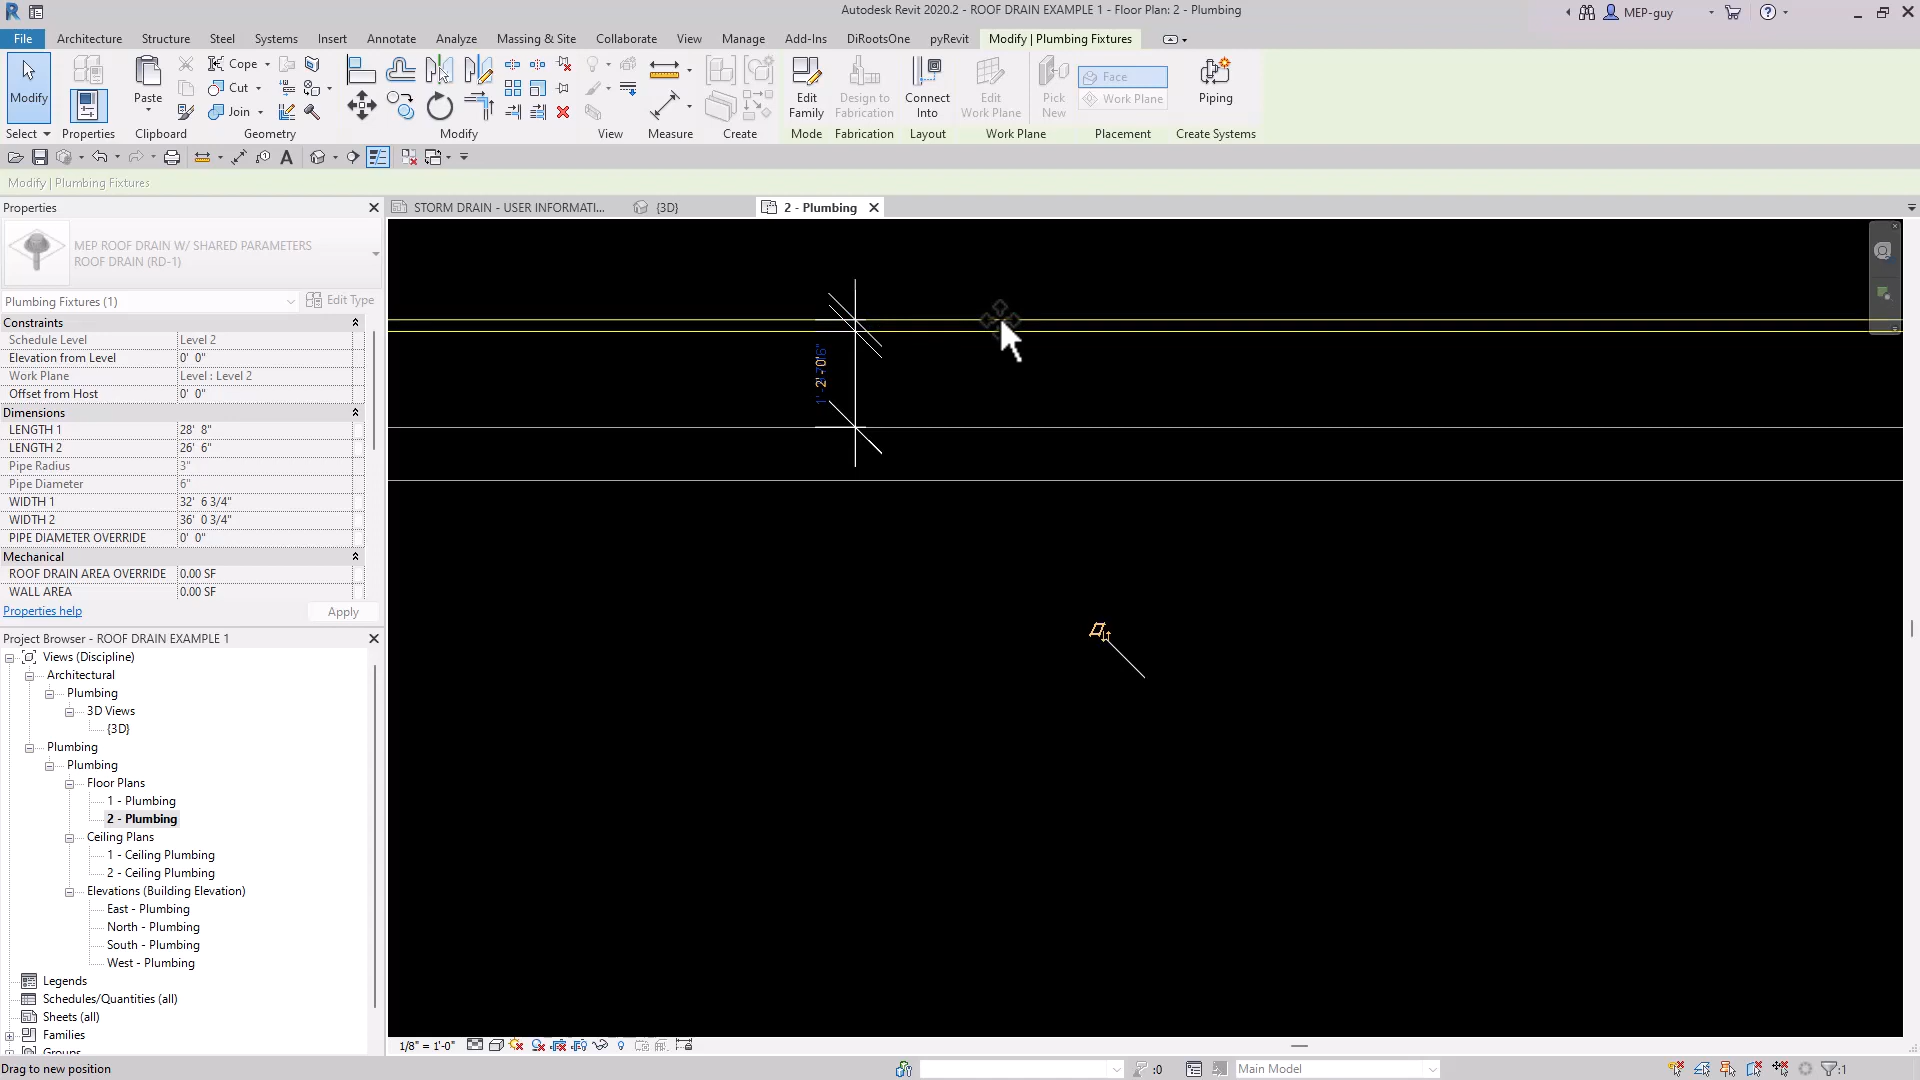 Autodesk Revit 2020.2 - ROOF DRAIN EXAMPLE 1 - Floor Plan: 2 - Plumbing
MEP-guy
File Architecture Structure Steel Systems Insert Annotate Analyze Massing & Site Collaborate View Manage Add-Ins DiRootsOne pyRevit Modify | Plumbing Fixtures
Modify
Paste
Cope
Cut
Join
Edit Family
Design to Fabrication
Connect Into
Edit Work Plane
Pick New
Face
Work Plane
Piping
Select Properties Clipboard Geometry Modify View Measure Create Mode Fabrication Layout Work Plane Placement Create Systems
Modify | Plumbing Fixtures
Properties
STORM DRAIN - USER INFORMATI...
{3D}
2 - Plumbing
MEP ROOF DRAIN W/ SHARED PARAMETERS
ROOF DRAIN (RD-1)
Plumbing Fixtures (1)
Edit Type
Constraints
Schedule Level Level 2
Elevation from Level 0' 0"
Work Plane Level : Level 2
Offset from Host 0' 0"
Dimensions
LENGTH 1 28' 8"
LENGTH 2 26' 6"
Pipe Radius 3"
Pipe Diameter 6"
WIDTH 1 32' 6 3/4"
WIDTH 2 36' 0 3/4"
PIPE DIAMETER OVERRIDE 0' 0"
Mechanical
ROOF DRAIN AREA OVERRIDE 0.00 SF
WALL AREA 0.00 SF
Properties help
Apply
Project Browser - ROOF DRAIN EXAMPLE 1
Views (Discipline)
Architectural
Plumbing
3D Views
{3D}
Plumbing
Plumbing
Floor Plans
1 - Plumbing
2 - Plumbing
Ceiling Plans
1 - Ceiling Plumbing
2 - Ceiling Plumbing
Elevations (Building Elevation)
East - Plumbing
North - Plumbing
South - Plumbing
West - Plumbing
Legends
Schedules/Quantities (all)
Sheets (all)
Families
Groups
1/8" = 1'-0"
Drag to new position
:0
Main Model
:1